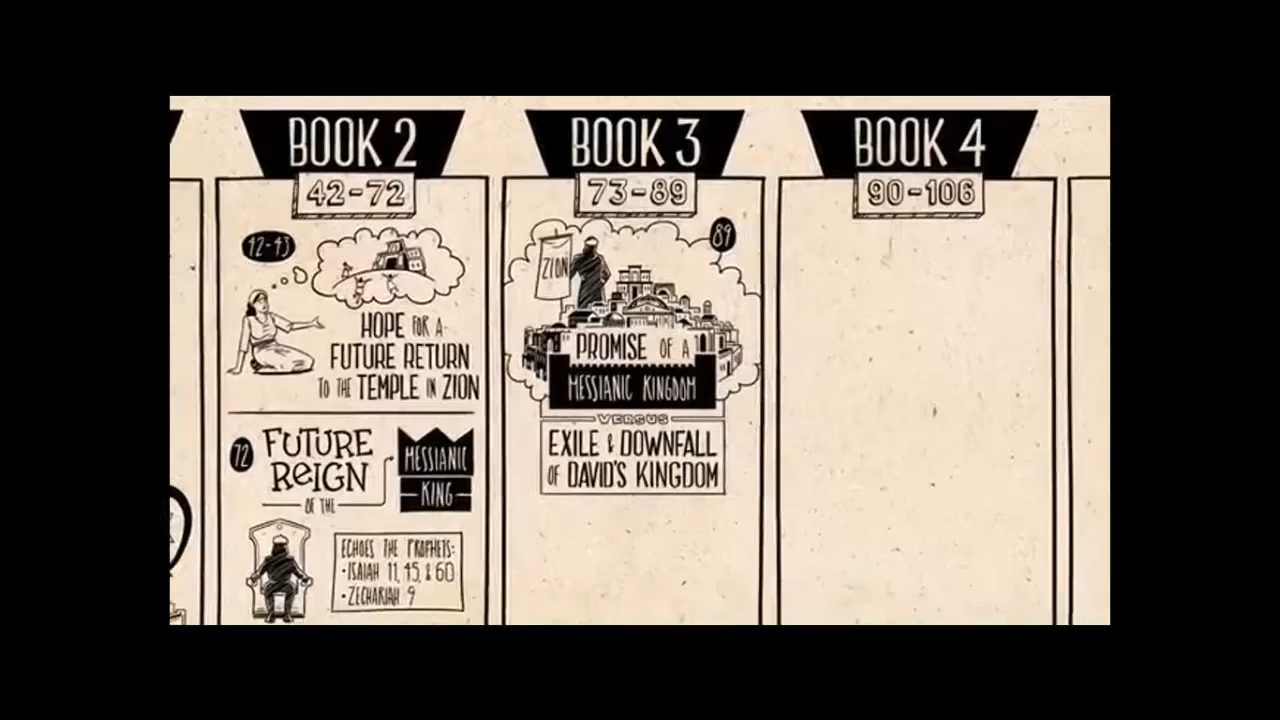 BOOK 2
42-72
42-43
HOPE FOR A
FUTURE RETURN
TO THE TEMPLE IN ZION
72
FUTURE
REIGN
OF THE
MESSIANIC
KING
ECHOES THE PROPHETS:
• ISAIAH 11, 45, & 60
• ZECHARIAH 9
BOOK 3
73-89
89
ZION
PROMISE OF A
MESSIANIC KINGDOM
VERSUS
EXILE & DOWNFALL
OF DAVID'S KINGDOM
BOOK 4
90-106